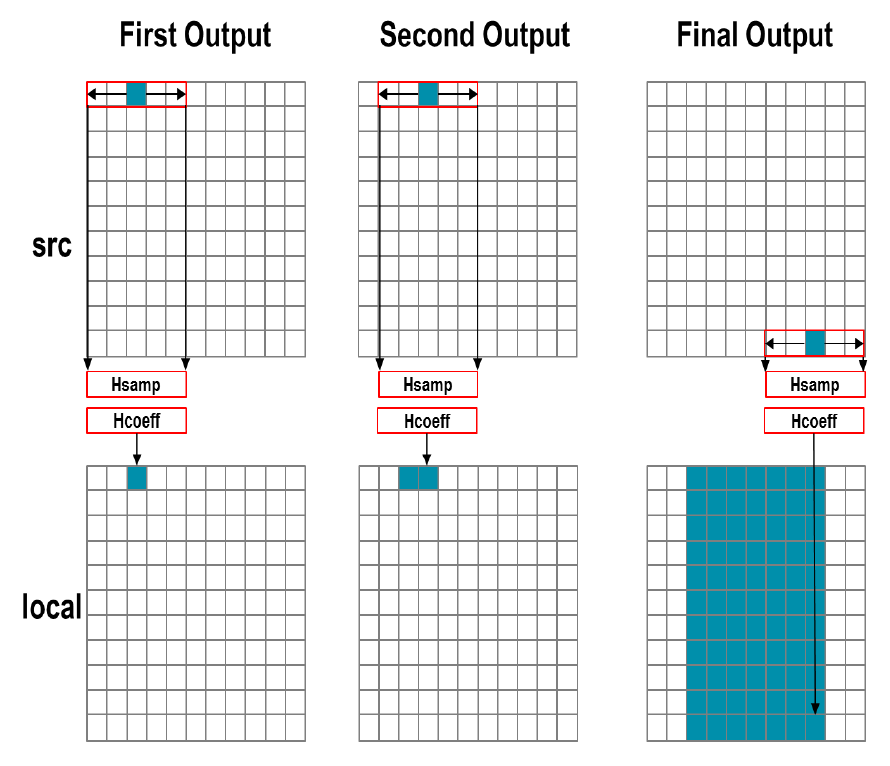 First Output
Second Output
Final Output
src
Hsamp
Hsamp
Hsamp
Hcoeff
Hcoeff
Hcoeff
local